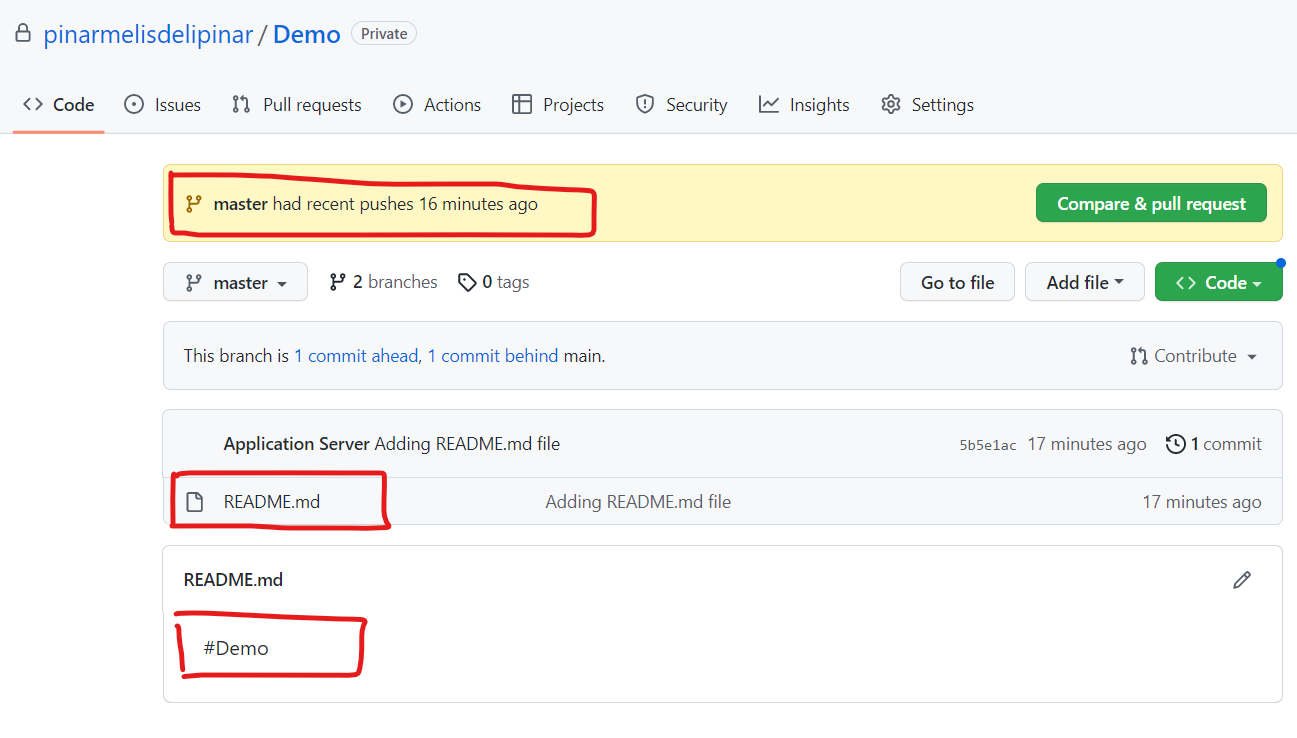 pinarmelisdelipinar / Demo Private
Code Issues Pull requests Actions Projects Security Insights Settings
master had recent pushes 16 minutes ago Compare & pull request
master 2 branches 0 tags Go to file Add file Code
This branch is 1 commit ahead, 1 commit behind main. Contribute
Application Server Adding README.md file 5b5e1ac 17 minutes ago 1 commit
README.md Adding README.md file 17 minutes ago
README.md
#Demo